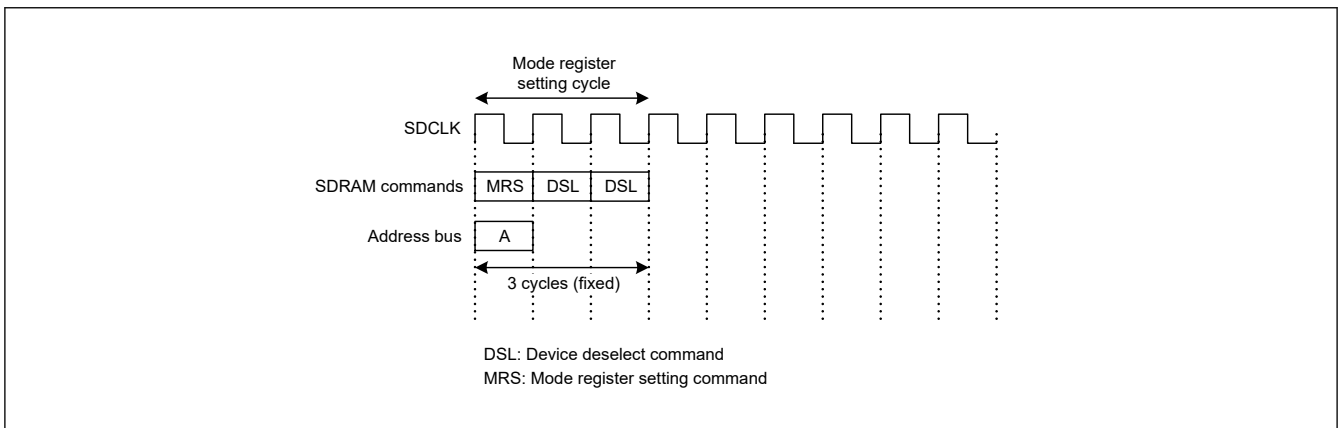 Mode register
setting cycle
SDCLK
SDRAM commands MRS DSL DSL
Address bus A
3 cycles (fixed)
DSL: Device deselect command
MRS: Mode register setting command